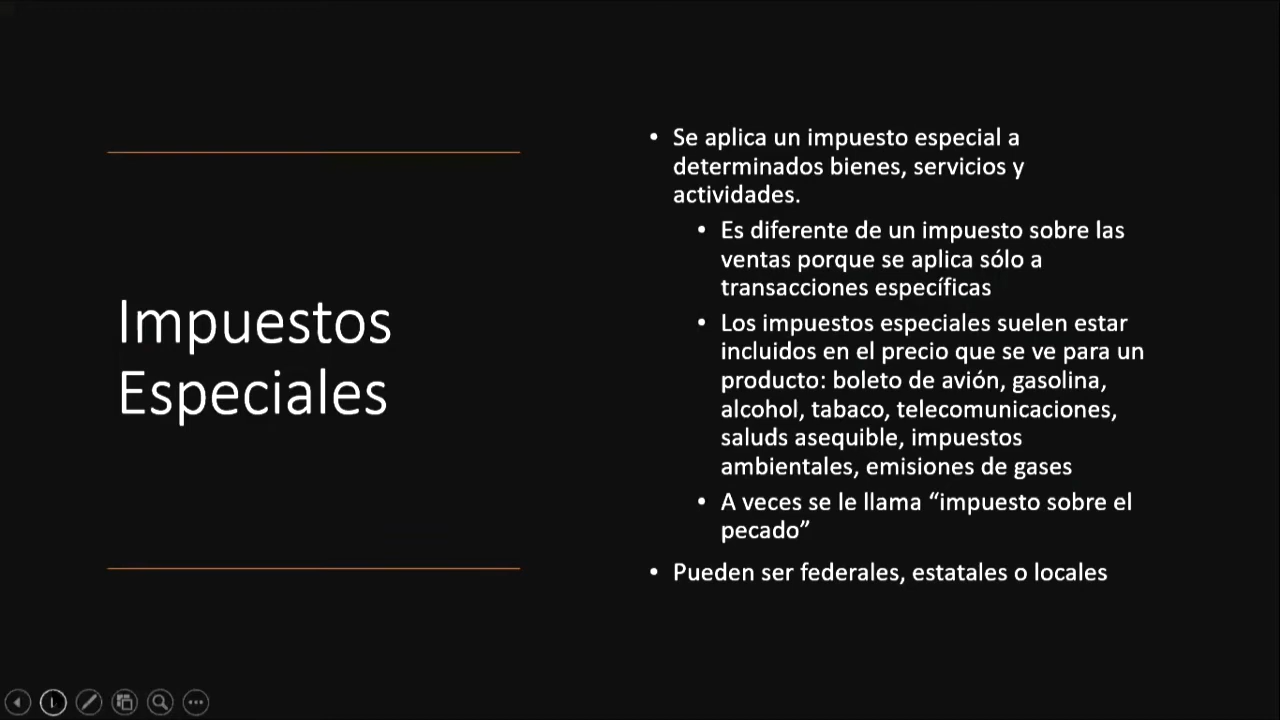 Impuestos
Especiales
• Se aplica un impuesto especial a
determinados bienes, servicios y
actividades.
• Es diferente de un impuesto sobre las
ventas porque se aplica sólo a
transacciones específicas
• Los impuestos especiales suelen estar
incluidos en el precio que se ve para un
producto: boleto de avión, gasolina,
alcohol, tabaco, telecomunicaciones,
saluds asequible, impuestos
ambientales, emisiones de gases
• A veces se le llama “impuesto sobre el
pecado”
• Pueden ser federales, estatales o locales